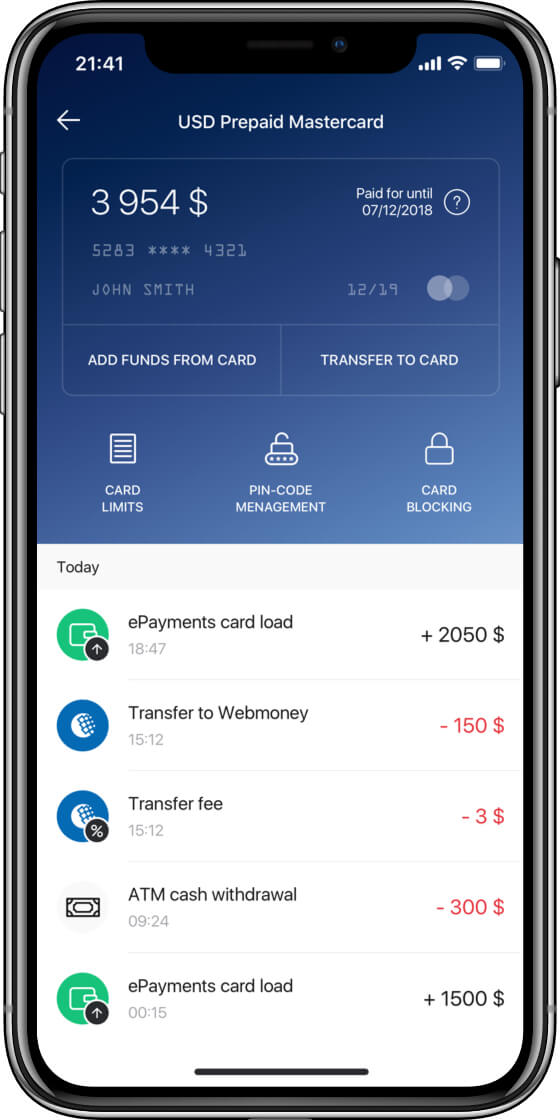 21:41
USD Prepaid Mastercard
3 954 $
Paid for until
07/12/2018
?
5283 **** 4321
JOHN SMITH
12/19
ADD FUNDS FROM CARD
TRANSFER TO CARD
CARD
LIMITS
PIN-CODE
MENAGEMENT
CARD
BLOCKING
Today
ePayments card load
18:47
+ 2050 $
Transfer to Webmoney
15:12
- 150 $
Transfer fee
15:12
%
- 3 $
ATM cash withdrawal
09:24
- 300 $
ePayments card load
00:15
+ 1500 $